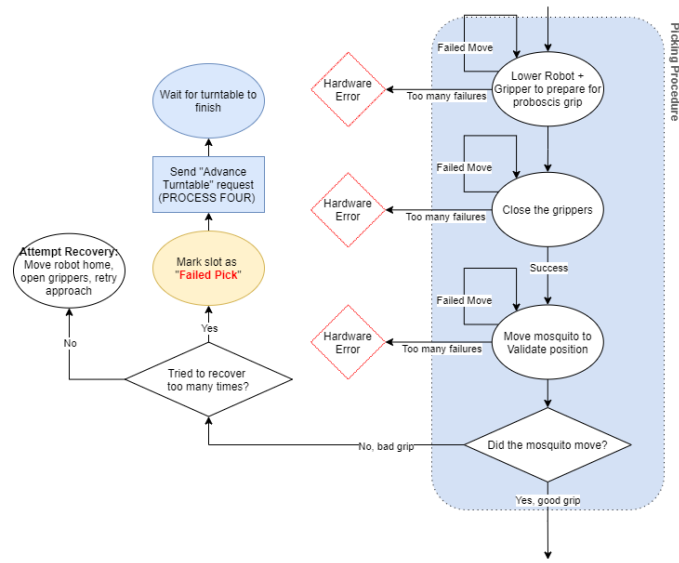 Picking Procedure
Failed Move
Lower Robot +
Gripper to prepare for
proboscis grip
Too many failures
Hardware
Error
Wait for turntable to
finish
Send "Advance
Turntable" request
(PROCESS FOUR)
Failed Move
Close the grippers
Too many failures
Hardware
Error
Success
Attempt Recovery:
Move robot home,
open grippers, retry
approach
Mark slot as
"Failed Pick"
Failed Move
Move mosquito to
Validate position
Too many failures
Hardware
Error
Yes
No
Tried to recover
too many times?
Did the mosquito move?
No, bad grip
Yes, good grip